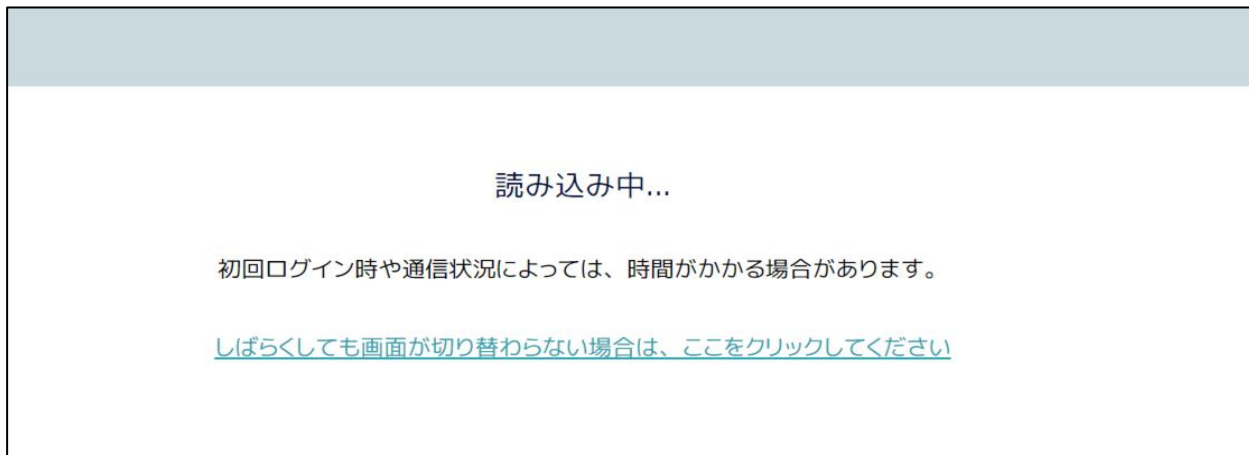 読み込み中...
初回ログイン時や通信状況によっては、時間がかかる場合があります。
しばらくしても画面が切り替わらない場合は、ここをクリックしてください